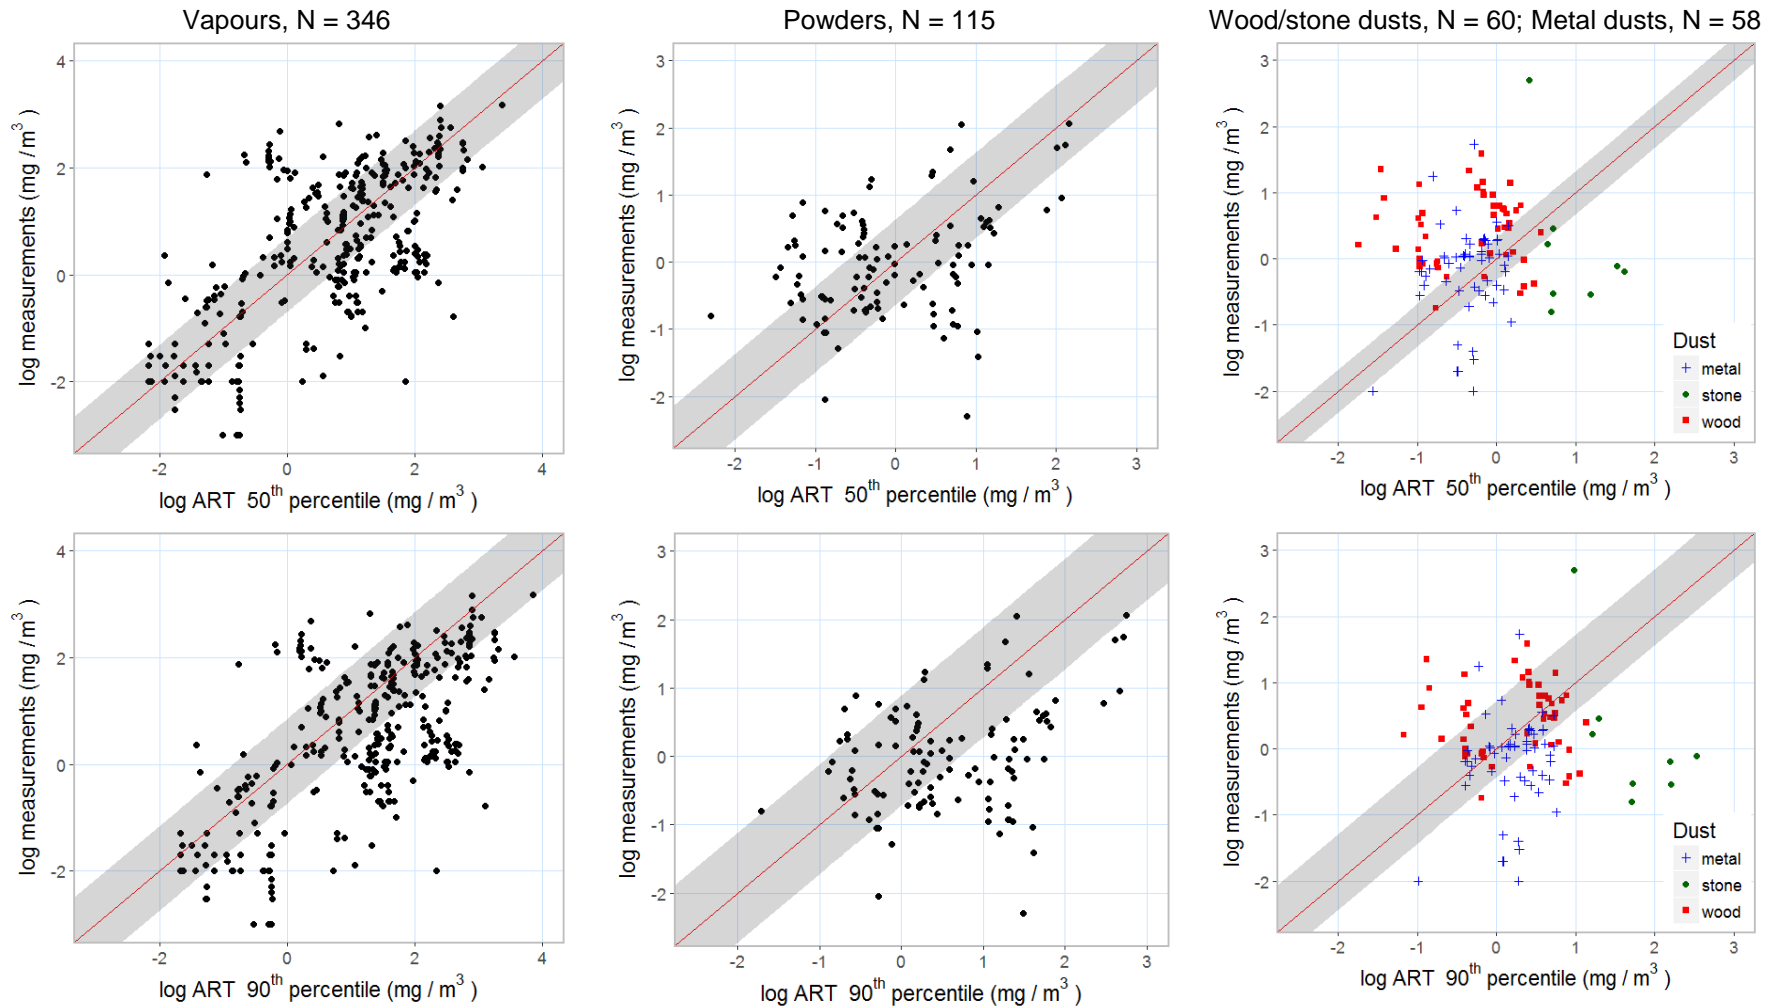 Vapours, N = 346
Powders, N = 115
Wood/stone dusts, N = 60; Metal dusts, N = 58
log measurements (mg / m³ )
4
2
0
-2
-2 0 2 4
log ART 50th percentile (mg / m³ )
log measurements (mg / m³ )
3
2
1
0
-1
-2
-2 -1 0 1 2 3
log ART 50th percentile (mg / m³ )
log measurements (mg / m³ )
3
2
1
0
-1
-2
Dust
metal
stone
wood
-2 -1 0 1 2 3
log ART 50th percentile (mg / m³ )
log measurements (mg / m³ )
4
2
0
-2
-2 0 2 4
log ART 90th percentile (mg / m³ )
log measurements (mg / m³ )
3
2
1
0
-1
-2
-2 -1 0 1 2 3
log ART 90th percentile (mg / m³ )
log measurements (mg / m³ )
3
2
1
0
-1
-2
Dust
metal
stone
wood
-2 -1 0 1 2 3
log ART 90th percentile (mg / m³ )